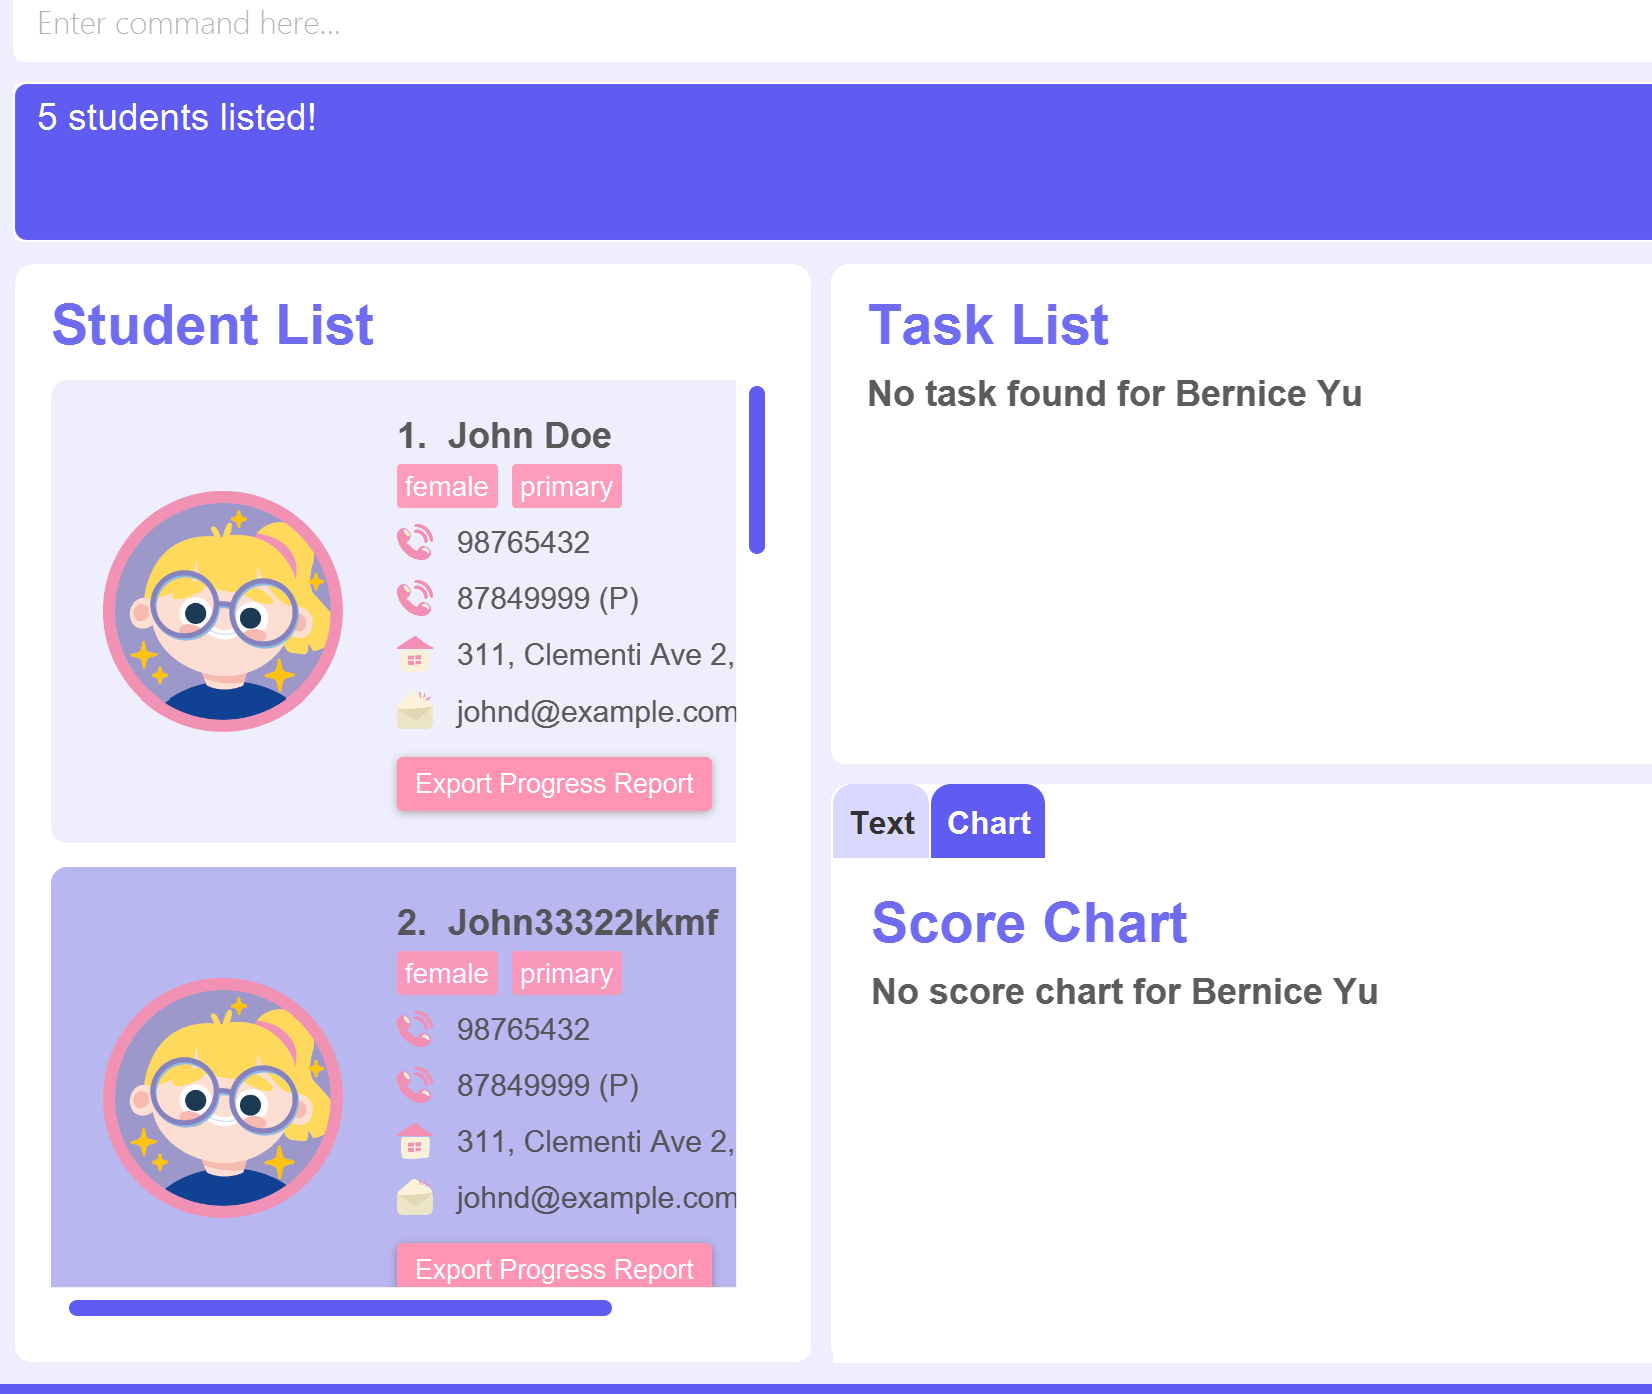 Enter command here...
5 students listed!
Student List
1. John Doe
female primary
98765432
87849999 (P)
311, Clementi Ave 2,
johnd@example.com
Export Progress Report
2. John33322kkmf
female primary
98765432
87849999 (P)
311, Clementi Ave 2,
johnd@example.com
Export Progress Report
Task List
No task found for Bernice Yu
Text Chart
Score Chart
No score chart for Bernice Yu